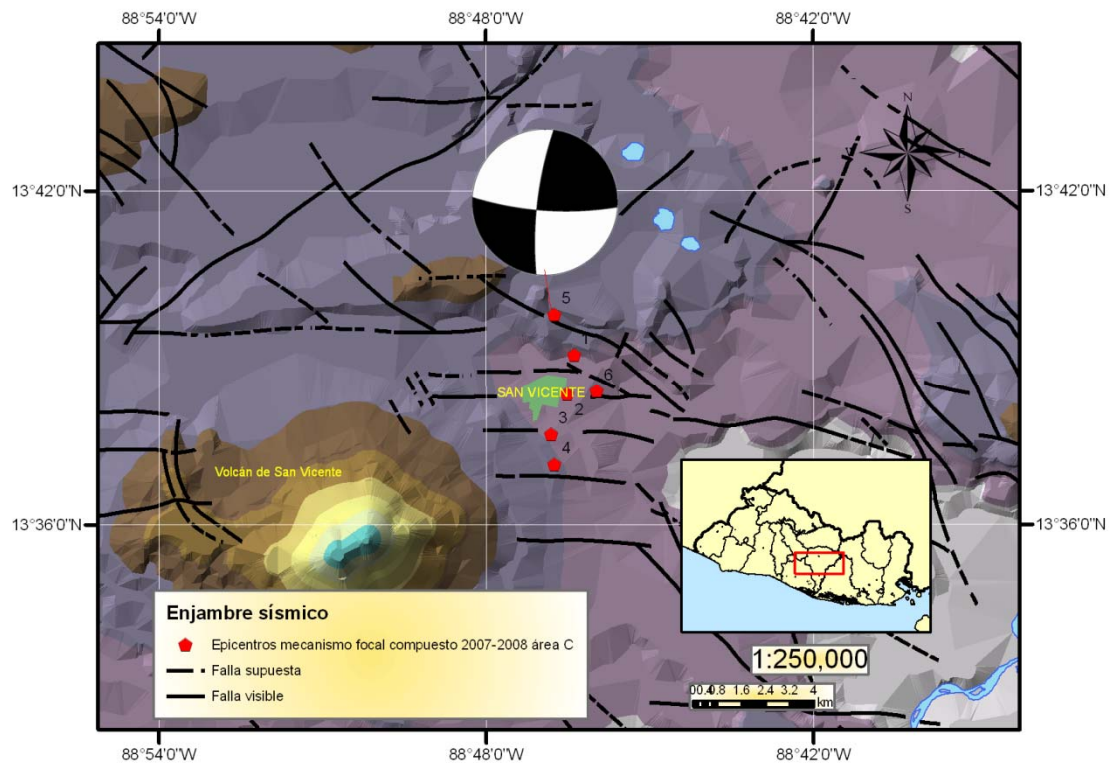 88°54'0"W 88°48'0"W 88°42'0"W
N
W E
S
13°42'0"N 13°42'0"N
5
1
6
SAN VICENTE
2
3
4
Volcán de San Vicente
13°36'0"N 13°36'0"N
Enjambre sísmico
Epicentros mecanismo focal compuesto 2007-2008 área C
Falla supuesta
Falla visible
1:250,000
00.40.8 1.6 2.4 3.2 4
km
88°54'0"W 88°48'0"W 88°42'0"W